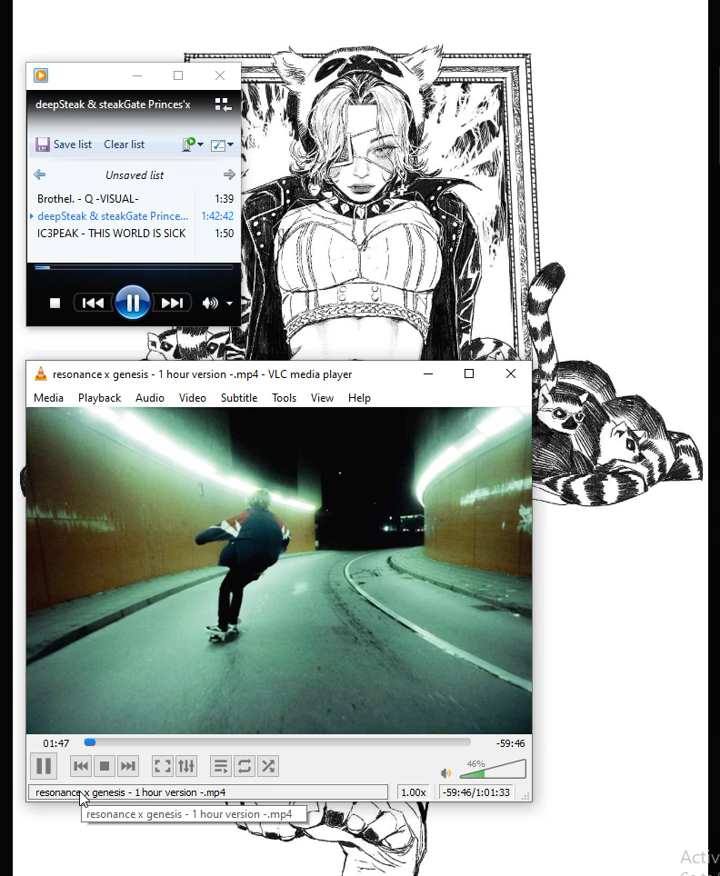 deepSteak & steakGate Princes'x
Save list Clear list
Unsaved list
Brothel. - Q -VISUAL- 1:39
deepSteak & steakGate Prince... 1:42:42
IC3PEAK - THIS WORLD IS SICK 1:50
resonance x genesis - 1 hour version -.mp4 - VLC media player
Media Playback Audio Video Subtitle Tools View Help
01:47 -59:46
46%
resonance x genesis - 1 hour version -.mp4 1.00x -59:46/1:01:33
resonance x genesis - 1 hour version -.mp4
Activ